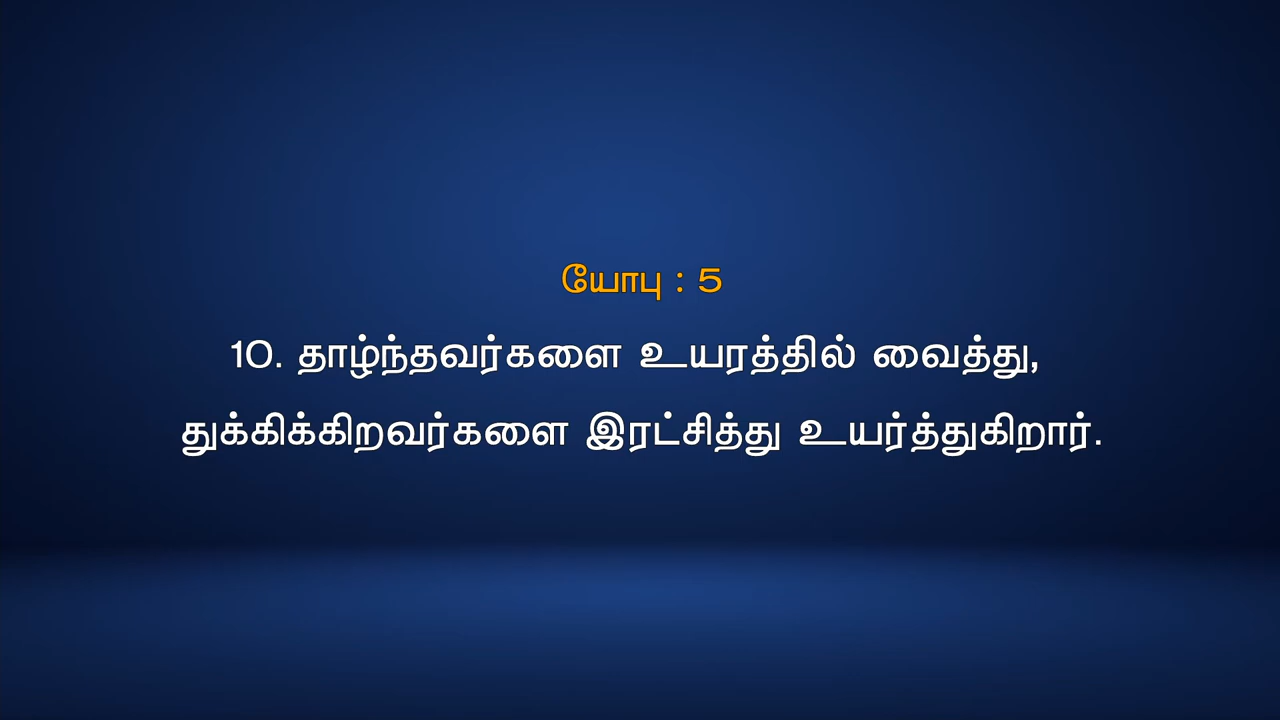 யோபு : 5
10. தாழ்ந்தவர்களை உயரத்தில் வைத்து,
துக்கிக்கிறவர்களை இரட்சித்து உயர்த்துகிறார்.